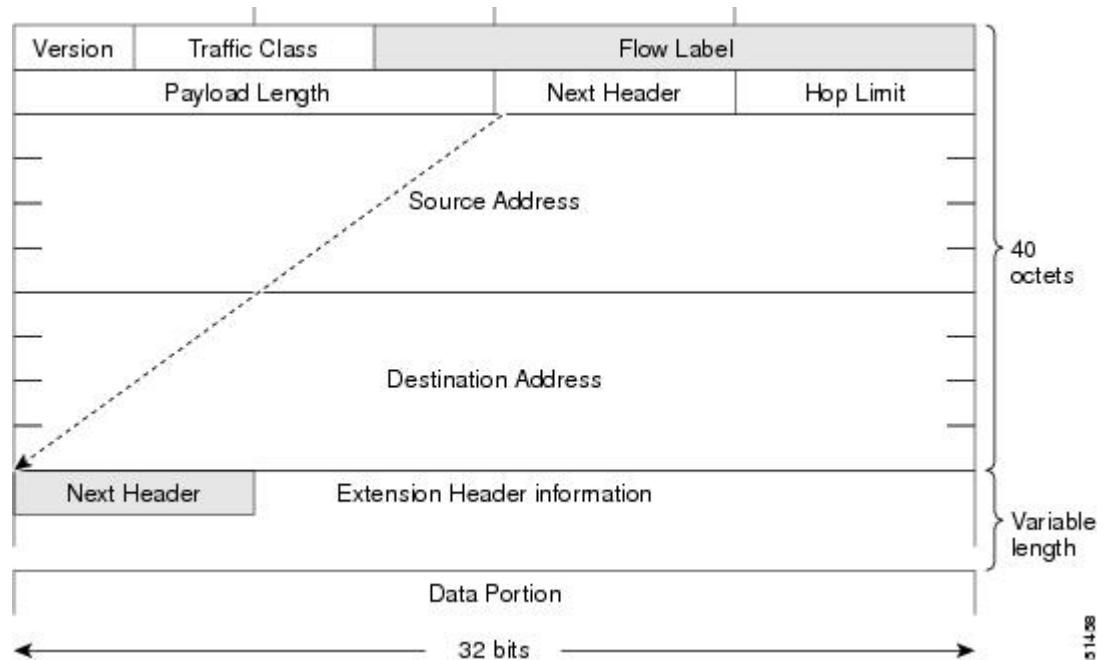 Version Traffic Class Flow Label
Payload Length Next Header Hop Limit
Source Address
40
octets
Destination Address
Next Header Extension Header information
Variable
length
Data Portion
32 bits
51458